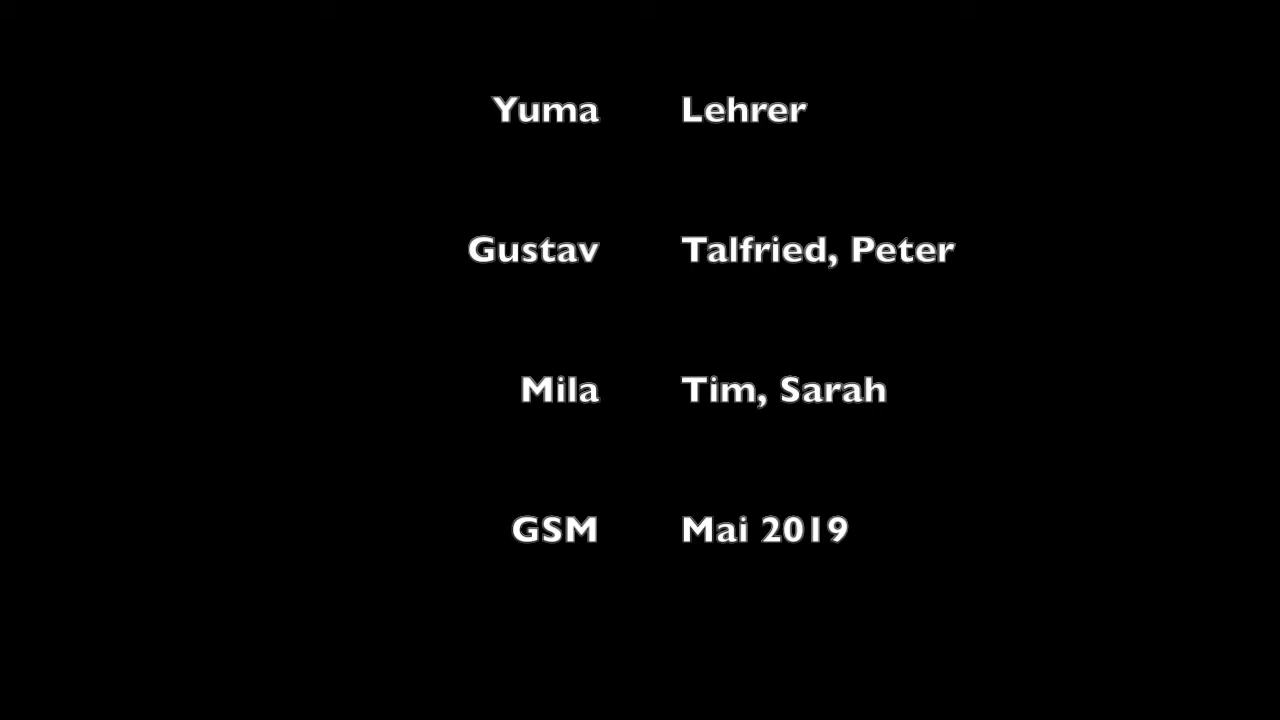 Yuma Lehrer
Gustav Talfried, Peter
Mila Tim, Sarah
GSM Mai 2019